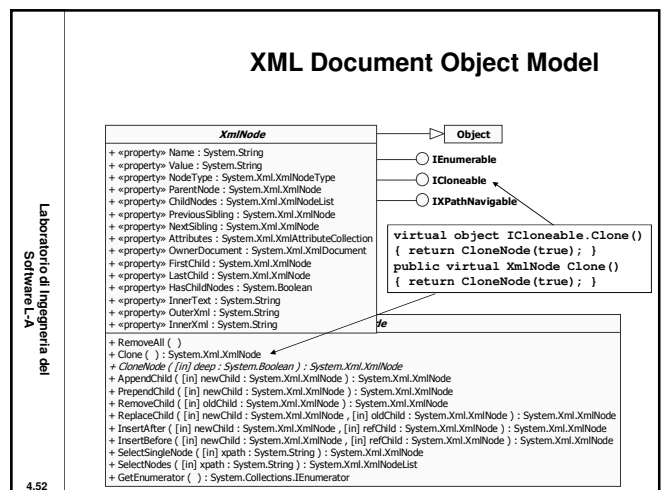 XML Document Object Model
XmlNode
+ «property» Name : System.String
+ «property» Value : System.String
+ «property» NodeType : System.Xml.XmlNodeType
+ «property» ParentNode : System.Xml.XmlNode
+ «property» ChildNodes : System.Xml.XmlNodeList
+ «property» PreviousSibling : System.Xml.XmlNode
+ «property» NextSibling : System.Xml.XmlNode
+ «property» Attributes : System.Xml.XmlAttributeCollection
+ «property» OwnerDocument : System.Xml.XmlDocument
+ «property» FirstChild : System.Xml.XmlNode
+ «property» LastChild : System.Xml.XmlNode
+ «property» HasChildNodes : System.Boolean
+ «property» InnerText : System.String
+ «property» OuterXml : System.String
+ «property» InnerXml : System.String
Object
IEnumerable
ICloneable
IXPathNavigable
virtual object ICloneable.Clone()
{ return CloneNode(true); }
public virtual XmlNode Clone()
{ return CloneNode(true); }
de
+ RemoveAll ( )
+ Clone ( ) : System.Xml.XmlNode
+ CloneNode ( [in] deep : System.Boolean ) : System.Xml.XmlNode
+ AppendChild ( [in] newChild : System.Xml.XmlNode ) : System.Xml.XmlNode
+ PrependChild ( [in] newChild : System.Xml.XmlNode ) : System.Xml.XmlNode
+ RemoveChild ( [in] oldChild : System.Xml.XmlNode ) : System.Xml.XmlNode
+ ReplaceChild ( [in] newChild : System.Xml.XmlNode , [in] oldChild : System.Xml.XmlNode ) : System.Xml.XmlNode
+ InsertAfter ( [in] newChild : System.Xml.XmlNode , [in] refChild : System.Xml.XmlNode ) : System.Xml.XmlNode
+ InsertBefore ( [in] newChild : System.Xml.XmlNode , [in] refChild : System.Xml.XmlNode ) : System.Xml.XmlNode
+ SelectSingleNode ( [in] xpath : System.String ) : System.Xml.XmlNode
+ SelectNodes ( [in] xpath : System.String ) : System.Xml.XmlNodeList
+ GetEnumerator ( ) : System.Collections.IEnumerator
Laboratorio di Ingegneria del
Software L-A
4.52